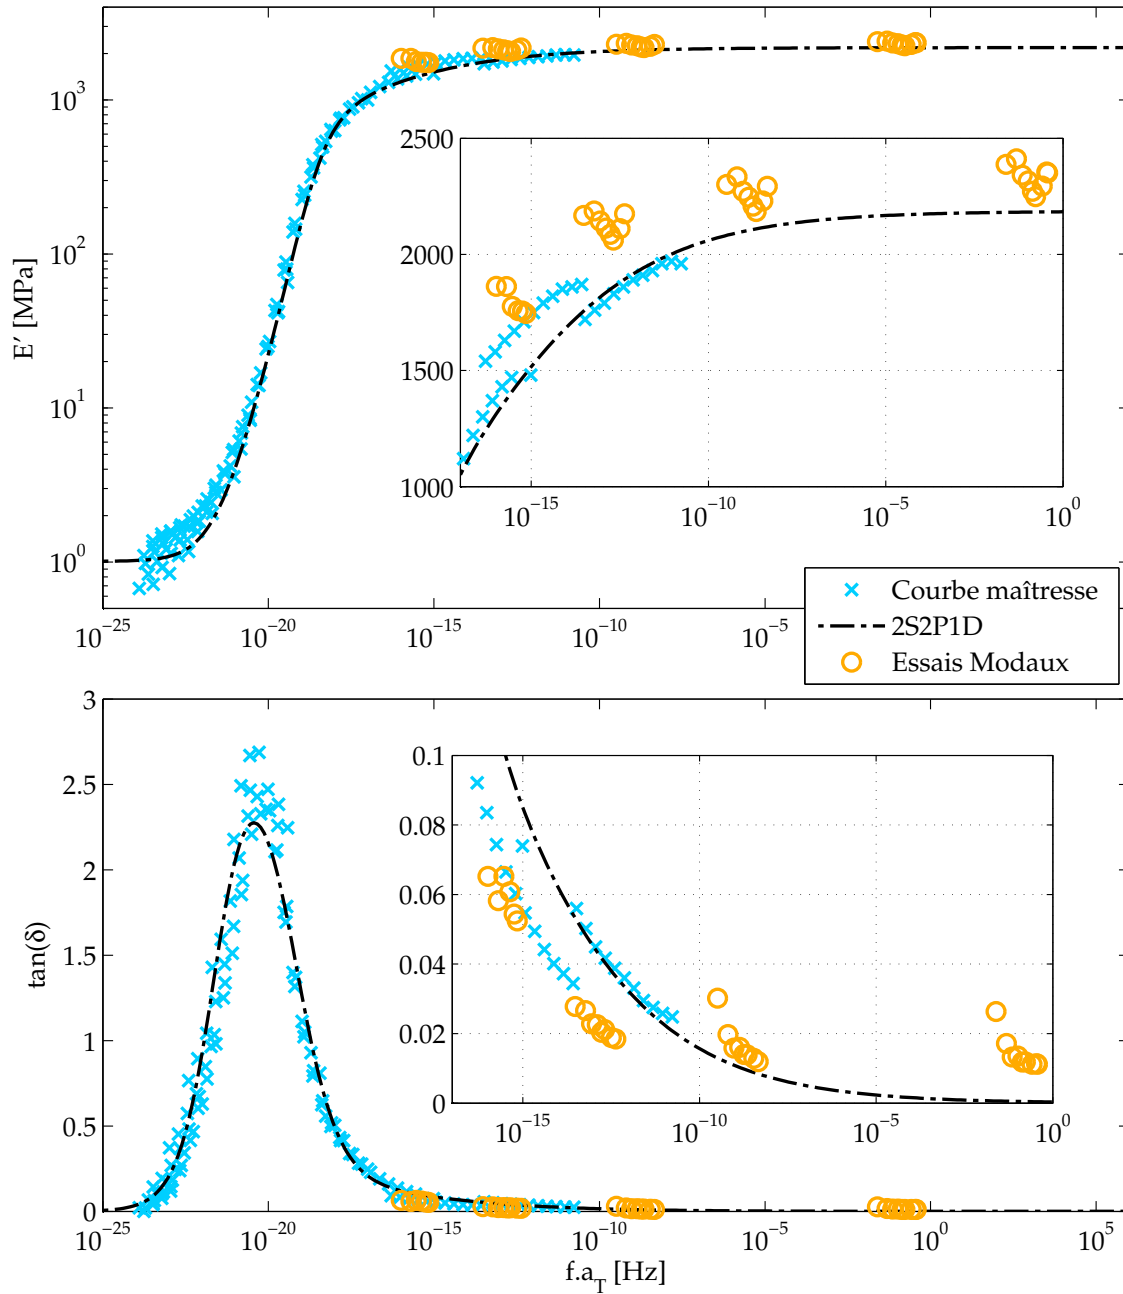 10³
10²
10¹
10⁰
E′ [MPa]
2500
2000
1500
1000
10⁻¹⁵ 10⁻¹⁰ 10⁻⁵ 10⁰
10⁻²⁵ 10⁻²⁰ 10⁻¹⁵ 10⁻¹⁰ 10⁻⁵
Courbe maîtresse
2S2P1D
Essais Modaux
3
2.5
2
1.5
1
0.5
0
tan(δ)
0.1
0.08
0.06
0.04
0.02
0
10⁻¹⁵ 10⁻¹⁰ 10⁻⁵ 10⁰
10⁻²⁵ 10⁻²⁰ 10⁻¹⁵ 10⁻¹⁰ 10⁻⁵ 10⁰ 10⁵
f.a_T [Hz]